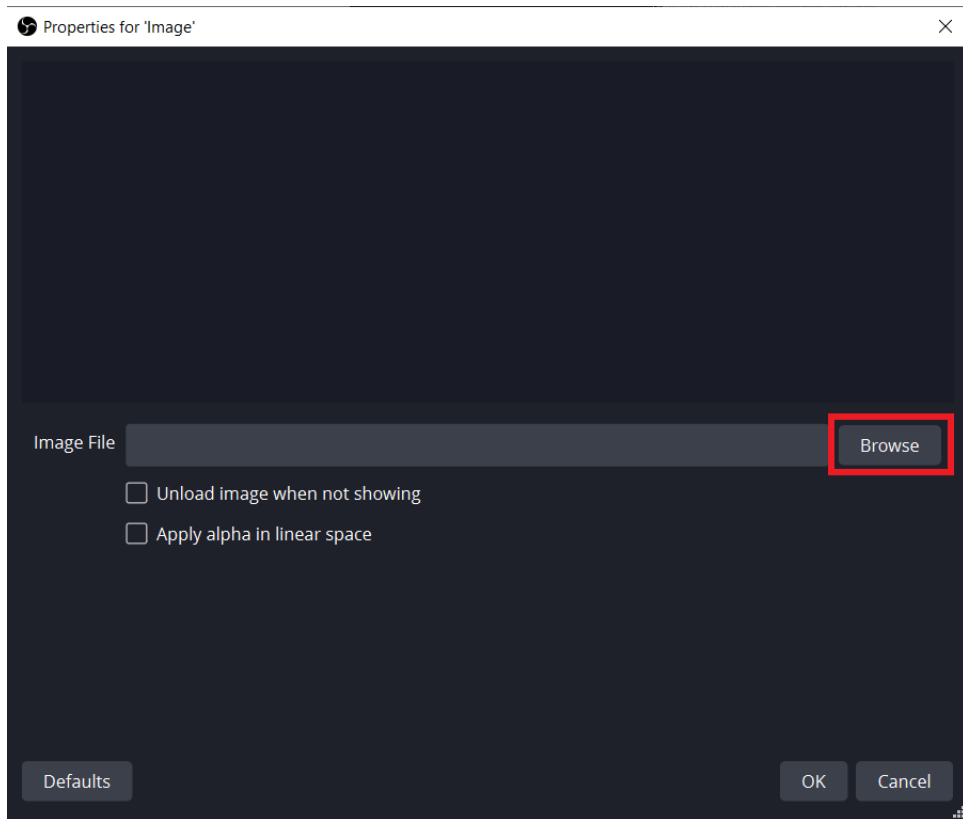 Properties for 'Image'
Image File
Browse
Unload image when not showing
Apply alpha in linear space
Defaults
OK
Cancel